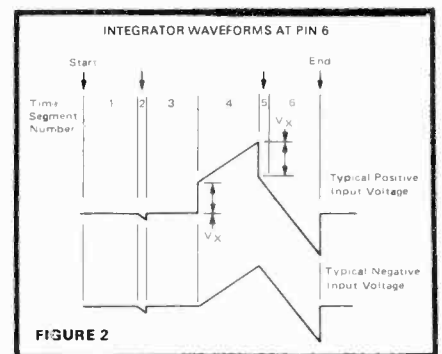 INTEGRATOR WAVEFORMS AT PIN 6
Start
End
Time
Segment
Number
1 2 3 4 5 6
VX
Typical Positive
Input Voltage
VX
Typical Negative
Input Voltage
FIGURE 2